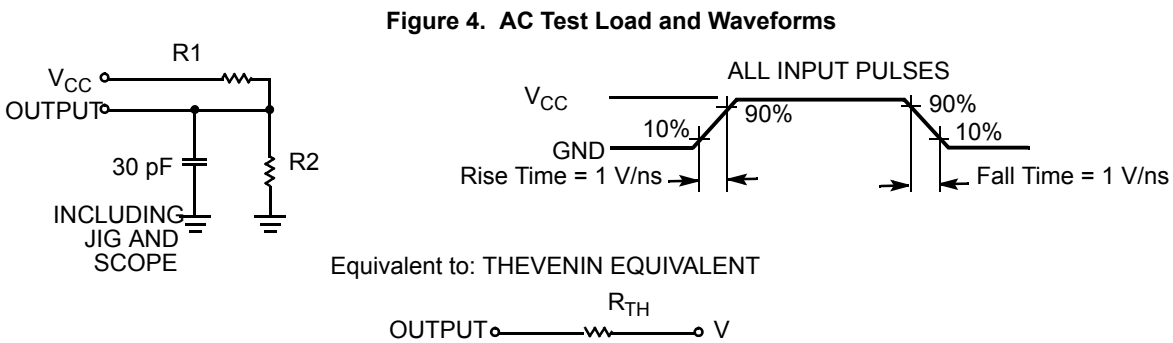 Figure 4. AC Test Load and Waveforms
R1
VCC
OUTPUT
30 pF
R2
INCLUDING
JIG AND
SCOPE
ALL INPUT PULSES
VCC
GND
10%
90%
90%
10%
Rise Time = 1 V/ns
Fall Time = 1 V/ns
Equivalent to: THEVENIN EQUIVALENT
RTH
OUTPUT
V